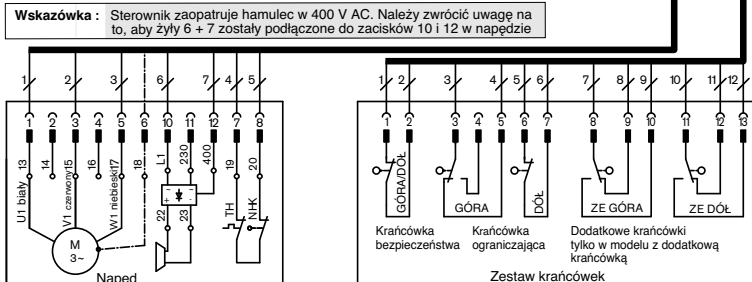 Wskazówka : Sterownik zaopatruje hamulec w 400 V AC. Należy zwrócić uwagę na
to, aby żyły 6 + 7 zostały podłączone do zacisków 10 i 12 w napędzie
1 2 3 6 7 4 5
1 2 3 4 5 6 7 8 9 10 11 12
1 2 3 4 5 6 10 11 12 7 8
1 2 3 4 5 6 7 8 9 10 11 12 13
13 14 15 16 17 18 L1 230 400 19 20
U1 biały V1 czerwony W1 niebieski
- ~
+ ~
22 23
TH NHK
M
3~
Napęd
GÓRA/DÓŁ GÓRA DÓŁ ZE GÓRA ZE DÓŁ
Krańcówka
bezpieczeństwa
Krańcówka
ograniczająca
Dodatkowe krańcówki
tylko w modelu z dodatkową
krańcówką
Zestaw krańcówek